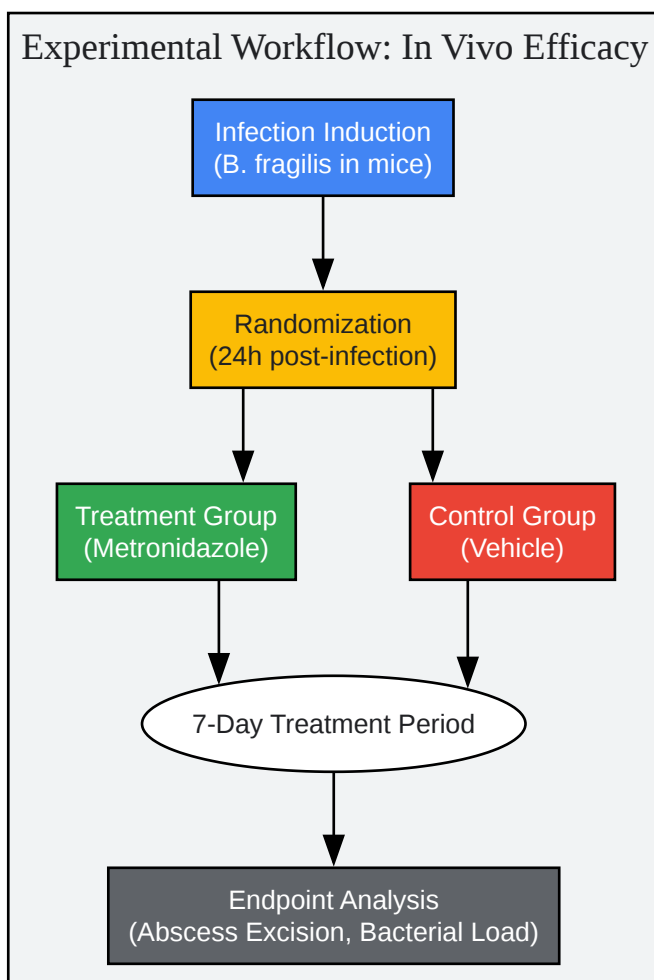 Experimental Workflow: In Vivo Efficacy
Infection Induction
(B. fragilis in mice)
Randomization
(24h post-infection)
Treatment Group
(Metronidazole)
Control Group
(Vehicle)
7-Day Treatment Period
Endpoint Analysis
(Abscess Excision, Bacterial Load)